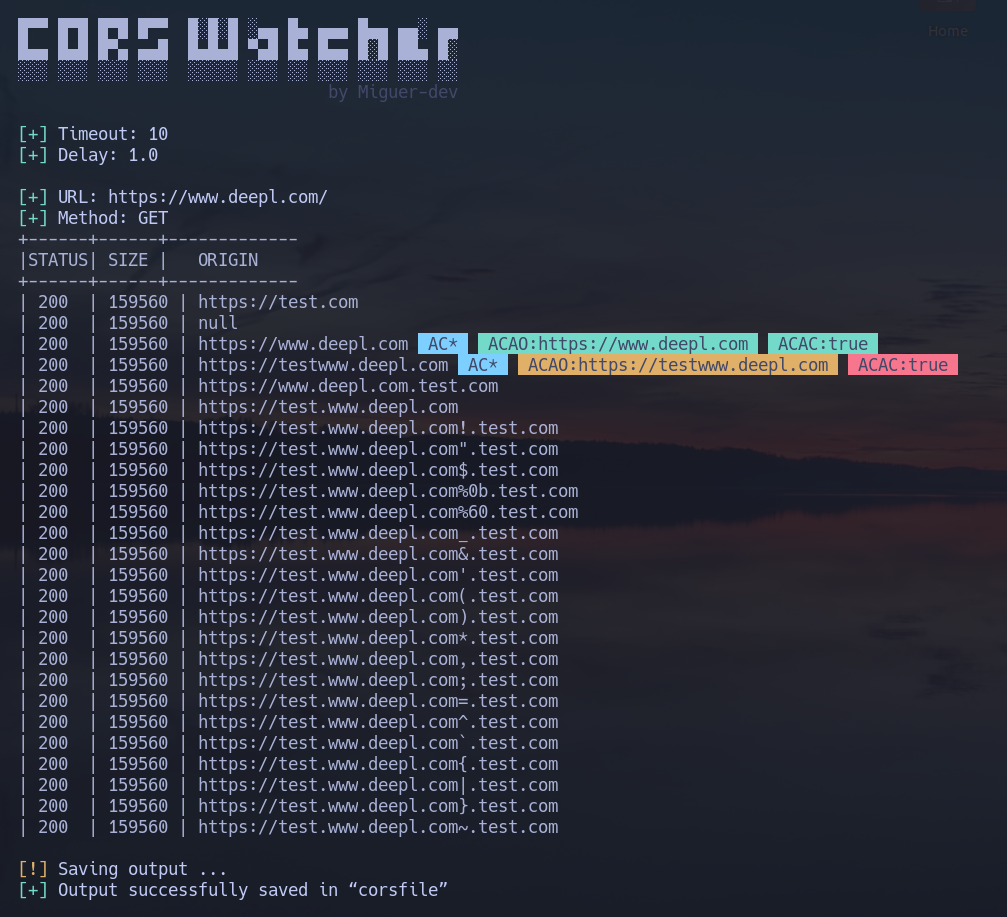 CORS Watcher
Home
by Miguer-dev
[+] Timeout: 10
[+] Delay: 1.0
[+] URL: https://www.deepl.com/
[+] Method: GET
+------+------+-------------
|STATUS| SIZE |   ORIGIN
+------+------+-------------
| 200  | 159560 | https://test.com
| 200  | 159560 | null
| 200  | 159560 | https://www.deepl.com AC* ACAO:https://www.deepl.com ACAC:true
| 200  | 159560 | https://testwww.deepl.com AC* ACAO:https://testwww.deepl.com ACAC:true
| 200  | 159560 | https://www.deepl.com.test.com
| 200  | 159560 | https://test.www.deepl.com
| 200  | 159560 | https://test.www.deepl.com!.test.com
| 200  | 159560 | https://test.www.deepl.com".test.com
| 200  | 159560 | https://test.www.deepl.com$.test.com
| 200  | 159560 | https://test.www.deepl.com%0b.test.com
| 200  | 159560 | https://test.www.deepl.com%60.test.com
| 200  | 159560 | https://test.www.deepl.com_.test.com
| 200  | 159560 | https://test.www.deepl.com&.test.com
| 200  | 159560 | https://test.www.deepl.com'.test.com
| 200  | 159560 | https://test.www.deepl.com(.test.com
| 200  | 159560 | https://test.www.deepl.com).test.com
| 200  | 159560 | https://test.www.deepl.com*.test.com
| 200  | 159560 | https://test.www.deepl.com,.test.com
| 200  | 159560 | https://test.www.deepl.com;.test.com
| 200  | 159560 | https://test.www.deepl.com=.test.com
| 200  | 159560 | https://test.www.deepl.com^.test.com
| 200  | 159560 | https://test.www.deepl.com`.test.com
| 200  | 159560 | https://test.www.deepl.com{.test.com
| 200  | 159560 | https://test.www.deepl.com|.test.com
| 200  | 159560 | https://test.www.deepl.com}.test.com
| 200  | 159560 | https://test.www.deepl.com~.test.com
[!] Saving output ...
[+] Output successfully saved in “corsfile”